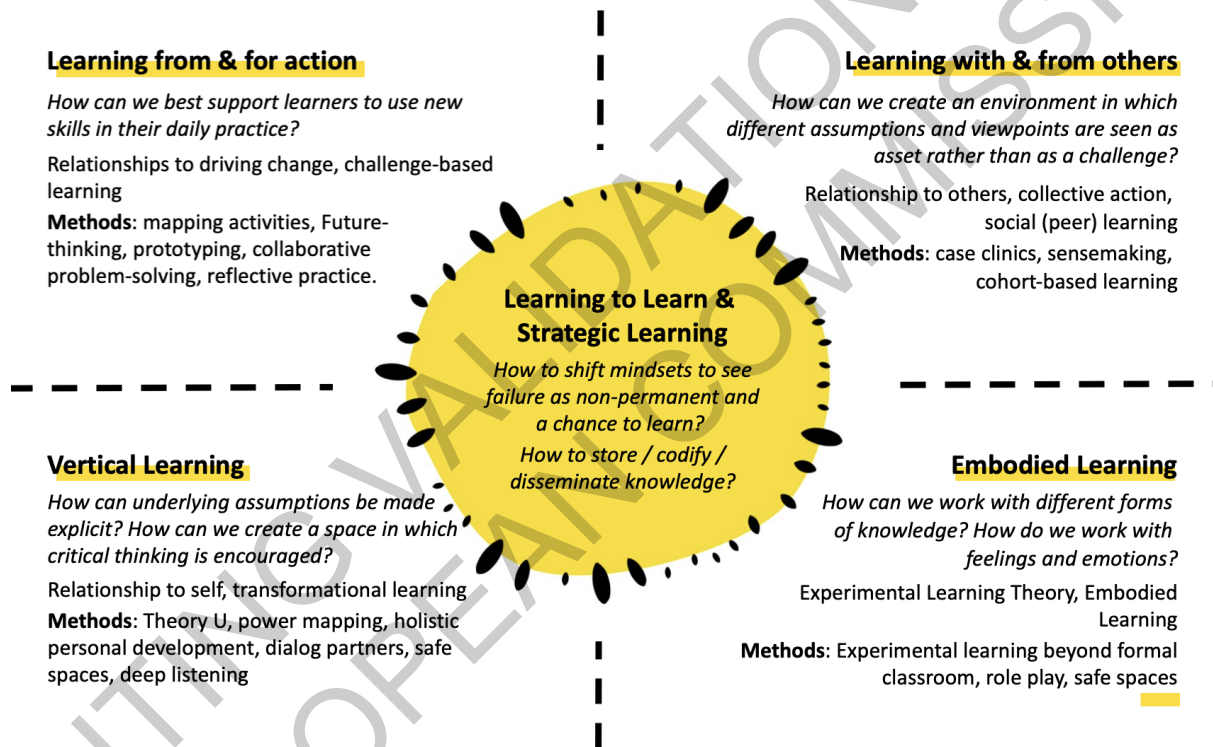 Learning from & for action
How can we best support learners to use new
skills in their daily practice?
Relationships to driving change, challenge-based
learning
Methods: mapping activities, Future-
thinking, prototyping, collaborative
problem-solving, reflective practice.
Learning with & from others
How can we create an environment in which
different assumptions and viewpoints are seen as
asset rather than as a challenge?
Relationship to others, collective action,
social (peer) learning
Methods: case clinics, sensemaking,
cohort-based learning
Learning to Learn &
Strategic Learning
How to shift mindsets to see
failure as non-permanent and
a chance to learn?
How to store / codify /
disseminate knowledge?
Vertical Learning
How can underlying assumptions be made
explicit? How can we create a space in which
critical thinking is encouraged?
Relationship to self, transformational learning
Methods: Theory U, power mapping, holistic
personal development, dialog partners, safe
spaces, deep listening
Embodied Learning
How can we work with different forms
of knowledge? How do we work with
feelings and emotions?
Experimental Learning Theory, Embodied
Learning
Methods: Experimental learning beyond formal
classroom, role play, safe spaces
VALIDATION